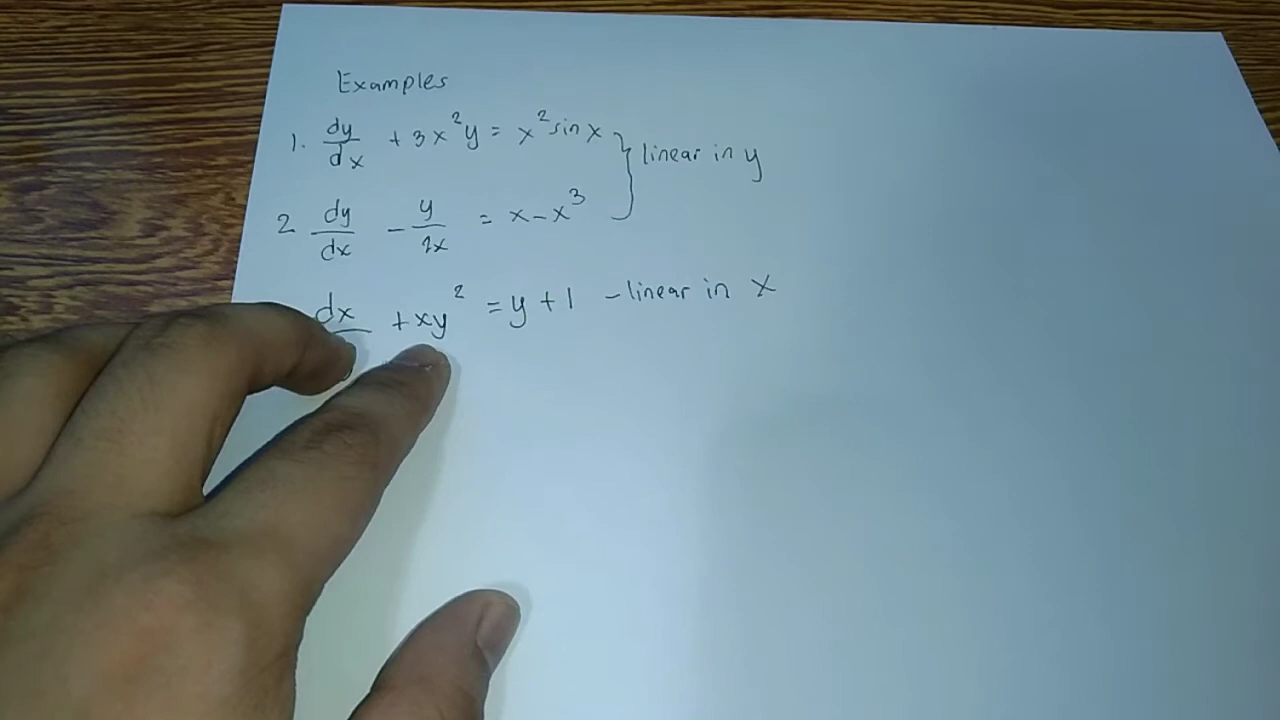 Examples
1. dy/dx + 3x²y = x² sin x } linear in y
2 dy/dx - y/2x = x - x³
dx + xy² = y + 1 - linear in x